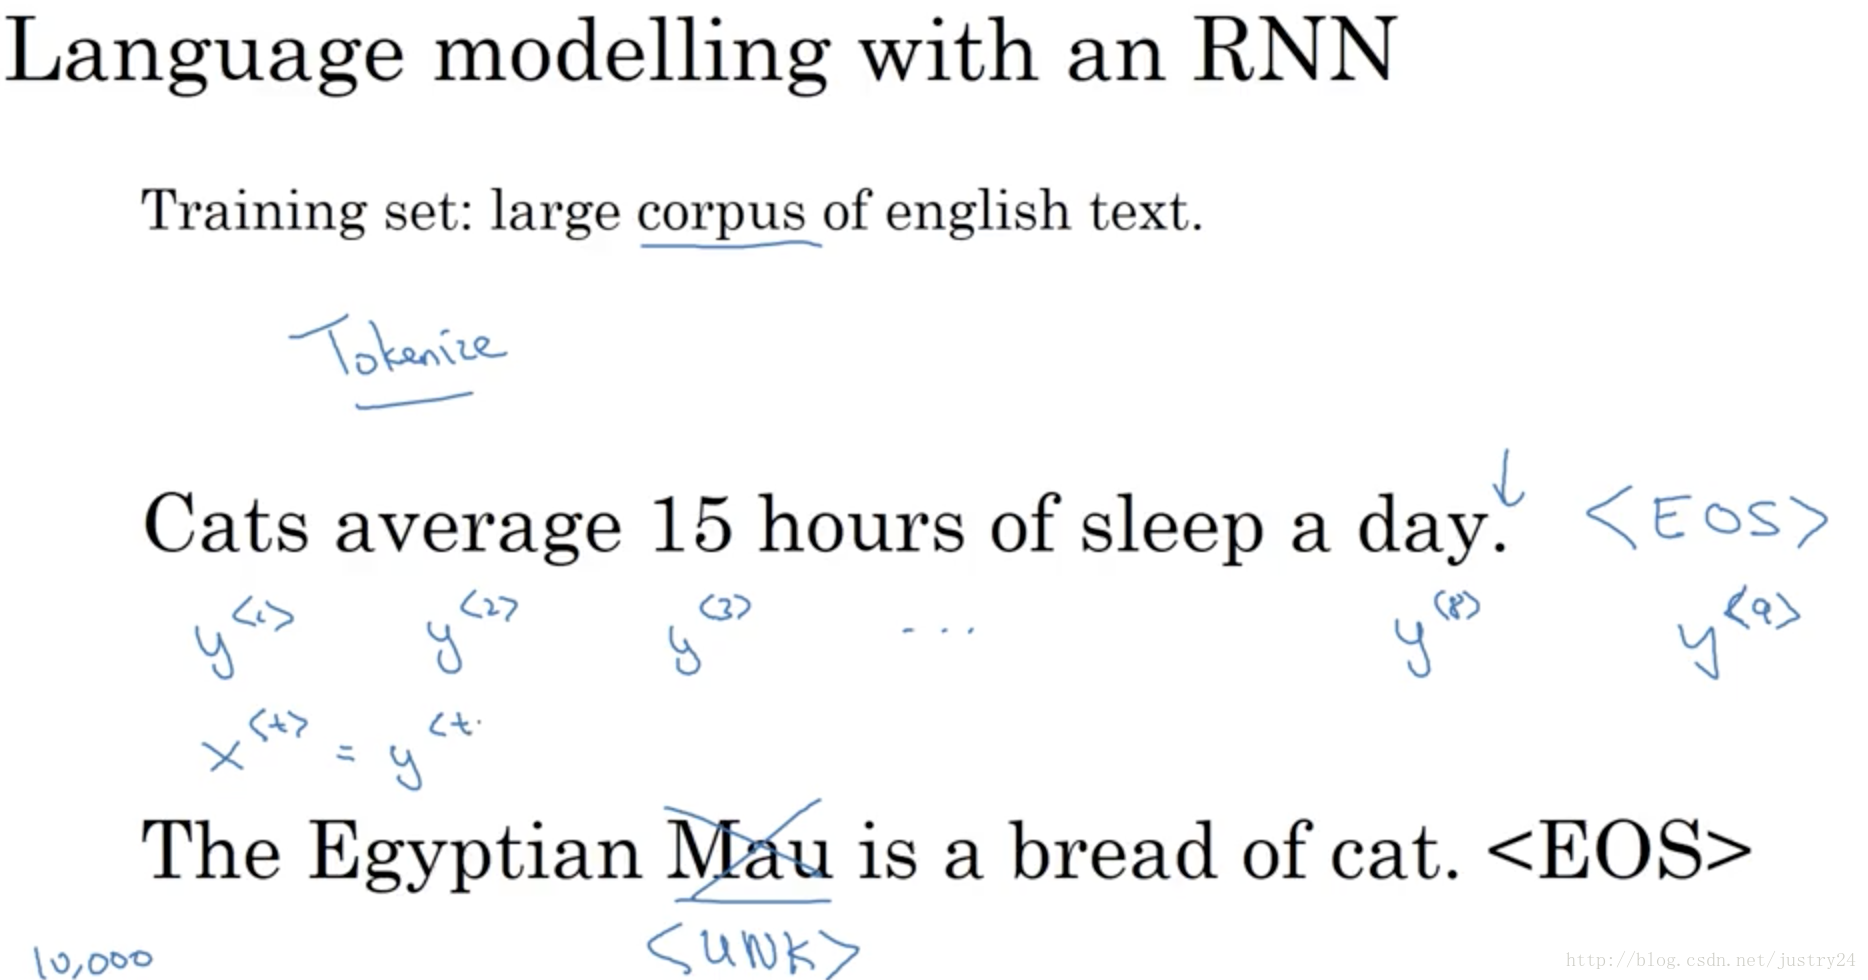 Language modelling with an RNN
Training set: large corpus of english text.
Tokenize
Cats average 15 hours of sleep a day. <EOS>
y<1> y<2> y<3> ... y<8> y<9>
x<t> = y<t
The Egyptian Mau is a bread of cat. <EOS>
<UNK>
10,000
http://blog.csdn.net/justry24